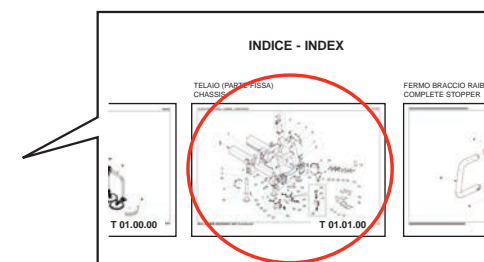 INDICE - INDEX
TELAIO (PARTE FISSA)
CHASSIS
FERMO BRACCIO RAIB
COMPLETE STOPPER
T 01.00.00
T 01.01.00